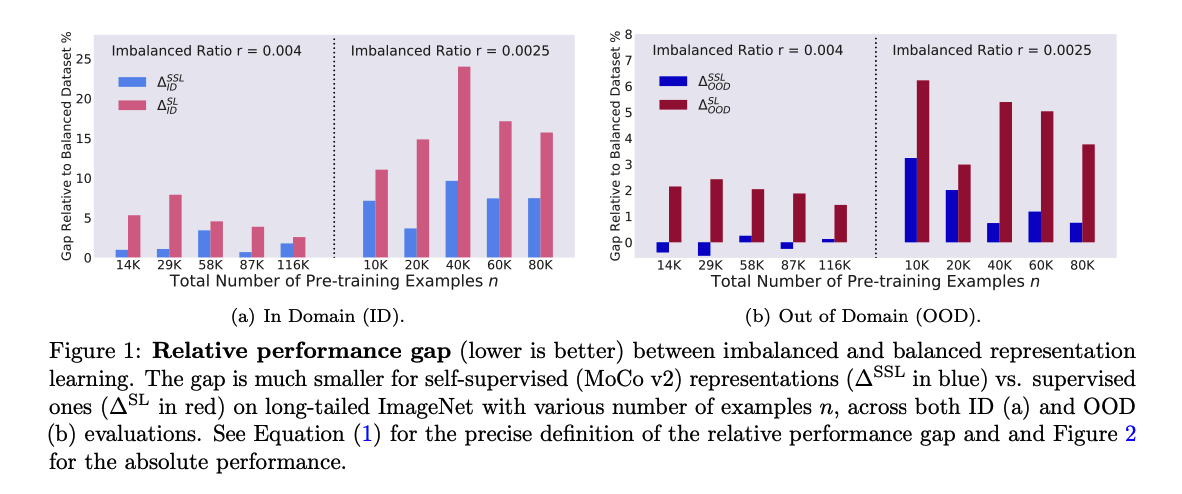 Gap Relative to Balanced Dataset %
25
20
15
10
5
0
Imbalanced Ratio r = 0.004
Imbalanced Ratio r = 0.0025
Δ^SSL_ID
Δ^SL_ID
14K 29K 58K 87K 116K 10K 20K 40K 60K 80K
Total Number of Pre-training Examples n
(a) In Domain (ID).
Gap Relative to Balanced Dataset %
8
7
6
5
4
3
2
1
0
Imbalanced Ratio r = 0.004
Imbalanced Ratio r = 0.0025
Δ^SSL_OOD
Δ^SL_OOD
14K 29K 58K 87K 116K 10K 20K 40K 60K 80K
Total Number of Pre-training Examples n
(b) Out of Domain (OOD).
Figure 1: Relative performance gap (lower is better) between imbalanced and balanced representation
learning. The gap is much smaller for self-supervised (MoCo v2) representations (Δ^SSL in blue) vs. supervised
ones (Δ^SL in red) on long-tailed ImageNet with various number of examples n, across both ID (a) and OOD
(b) evaluations. See Equation (1) for the precise definition of the relative performance gap and and Figure 2
for the absolute performance.